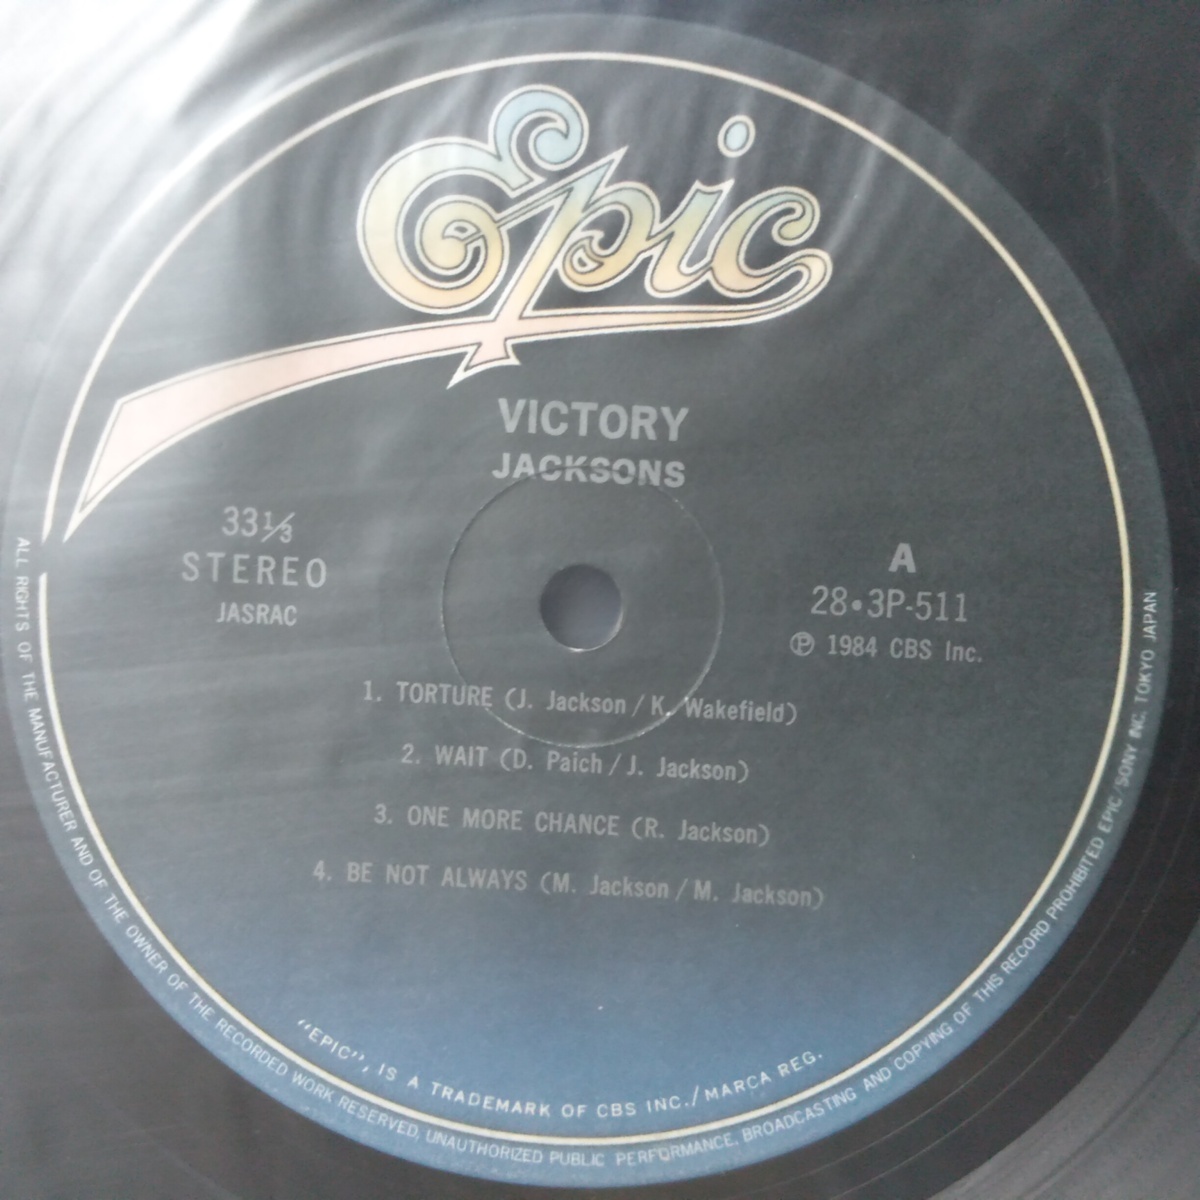 Epic
VICTORY
JACKSONS
33⅓
STEREO
JASRAC
A
28•3P-511
Ⓟ 1984 CBS Inc.
1. TORTURE (J. Jackson / K. Wakefield)
2. WAIT (D. Paich / J. Jackson)
3. ONE MORE CHANCE (R. Jackson)
4. BE NOT ALWAYS (M. Jackson / M. Jackson)
"EPIC", IS A TRADEMARK OF CBS INC./MARCA REG.
ALL RIGHTS OF THE MANUFACTURER AND OF THE OWNER OF THE RECORDED WORK RESERVED, UNAUTHORIZED PUBLIC PERFORMANCE, BROADCASTING AND COPYING OF THIS RECORD PROHIBITED EPIC/SONY INC. TOKYO JAPAN